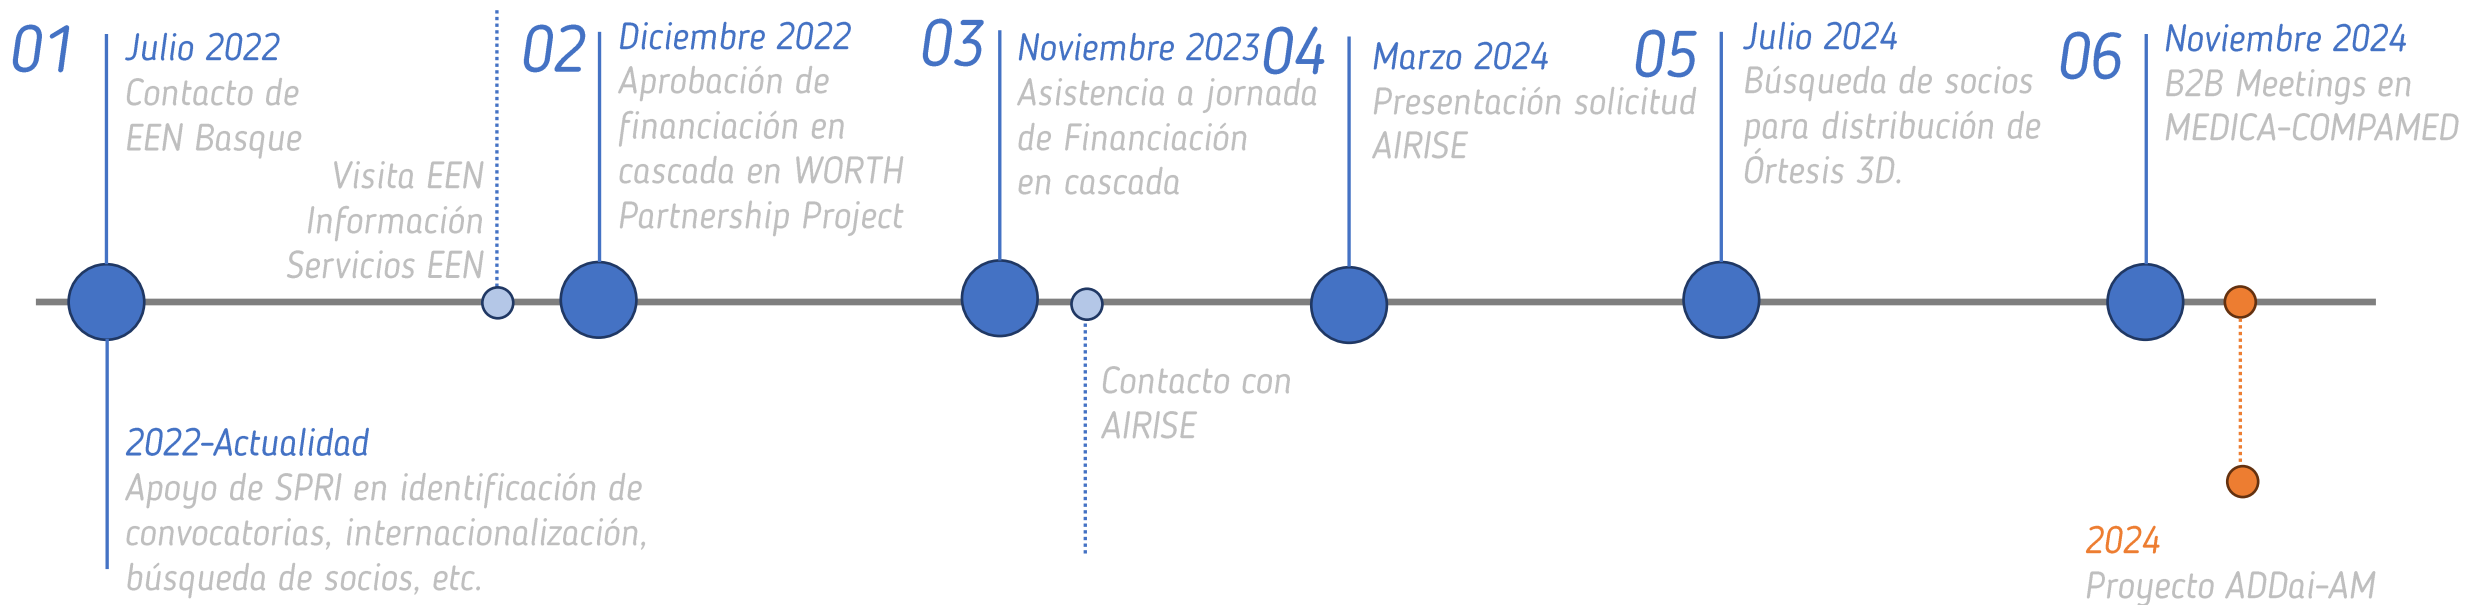 01
Julio 2022
Contacto de
EEN Basque
Visita EEN
Información
Servicios EEN
2022-Actualidad
Apoyo de SPRI en identificación de
convocatorias, internacionalización,
búsqueda de socios, etc.
02
Diciembre 2022
Aprobación de
financiación en
cascada en WORTH
Partnership Project
03
Noviembre 2023
Asistencia a jornada
de Financiación
en cascada
Contacto con
AIRISE
04
Marzo 2024
Presentación solicitud
AIRISE
05
Julio 2024
Búsqueda de socios
para distribución de
Órtesis 3D.
06
Noviembre 2024
B2B Meetings en
MEDICA-COMPAMED
2024
Proyecto ADDai-AM